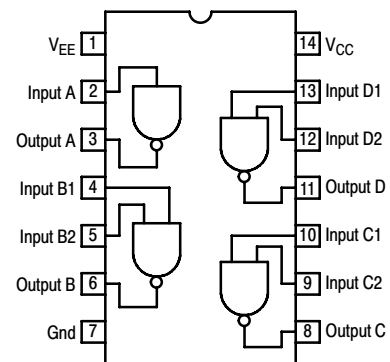 VEE 1
Input A 2
Output A 3
Input B1 4
Input B2 5
Output B 6
Gnd 7
14 VCC
13 Input D1
12 Input D2
11 Output D
10 Input C1
9 Input C2
8 Output C